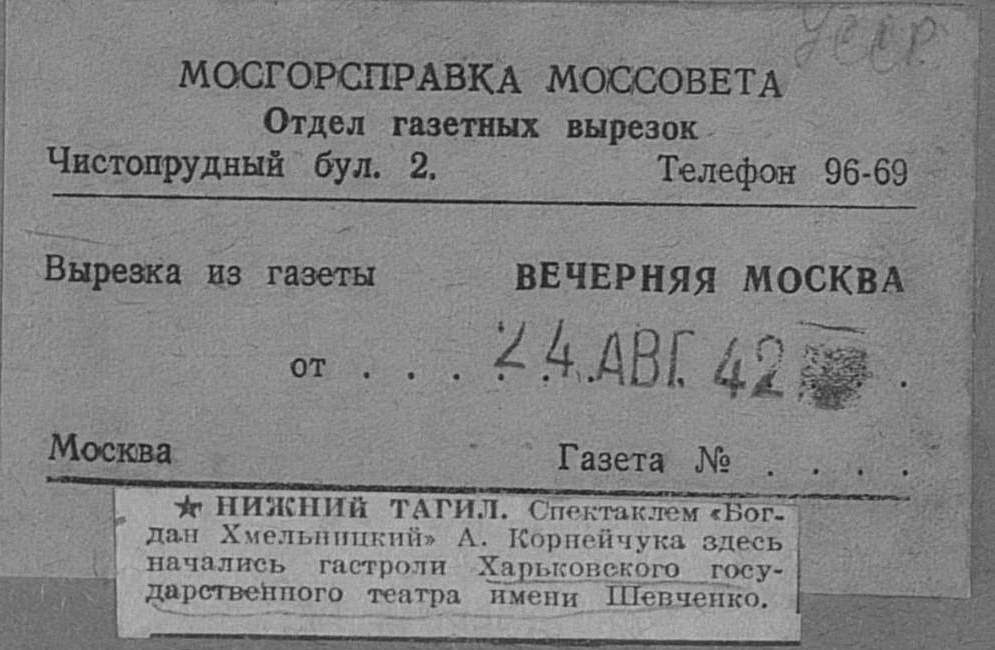 УССР.
МОСГОРСПРАВКА МОССОВЕТА
Отдел газетных вырезок
Чистопрудный бул. 2. Телефон 96-69
Вырезка из газеты ВЕЧЕРНЯЯ МОСКВА
от . . . . . 24 АВГ. 42 .
Москва Газета № . . . .
★ НИЖНИЙ ТАГИЛ. Спектаклем «Бог-
дан Хмельницкий» А. Корнейчука здесь
начались гастроли Харьковского госу-
дарственного театра имени Шевченко.